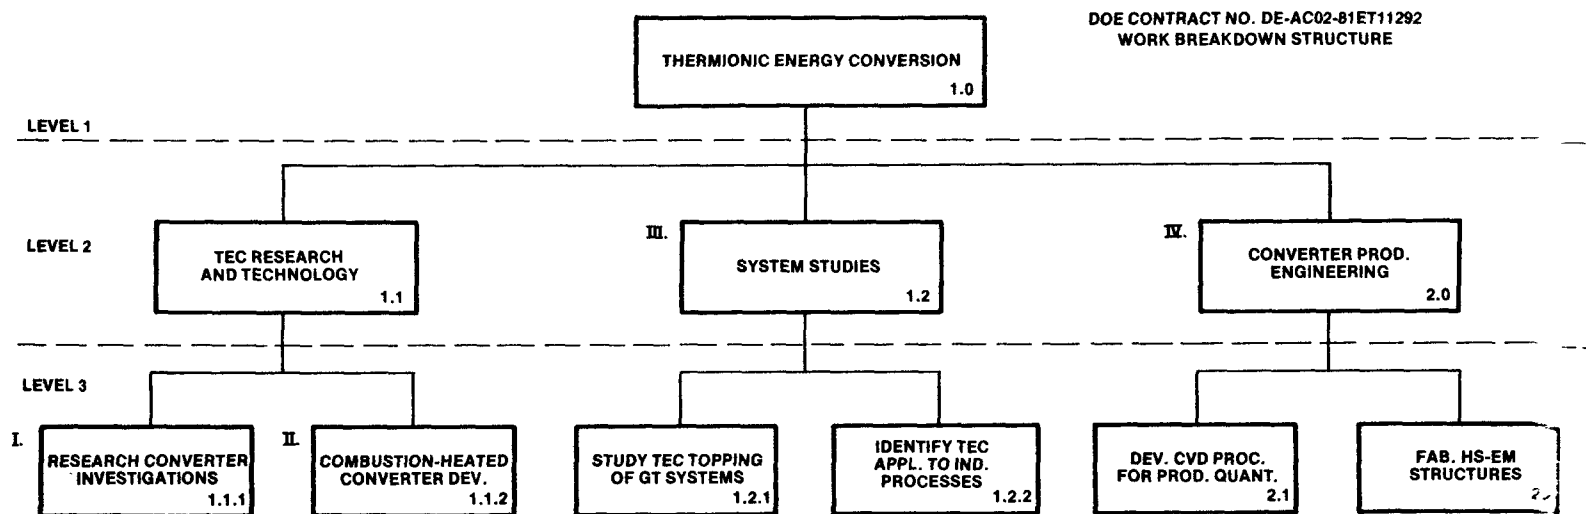 DOE CONTRACT NO. DE-AC02-81ET11292
WORK BREAKDOWN STRUCTURE
THERMIONIC ENERGY CONVERSION
1.0
LEVEL 1
LEVEL 2
TEC RESEARCH
AND TECHNOLOGY
1.1
III.
SYSTEM STUDIES
1.2
IV.
CONVERTER PROD.
ENGINEERING
2.0
LEVEL 3
I.
RESEARCH CONVERTER
INVESTIGATIONS
1.1.1
II.
COMBUSTION-HEATED
CONVERTER DEV.
1.1.2
STUDY TEC TOPPING
OF GT SYSTEMS
1.2.1
IDENTIFY TEC
APPL. TO IND.
PROCESSES
1.2.2
DEV. CVD PROC.
FOR PROD. QUANT.
2.1
FAB. HS-EM
STRUCTURES